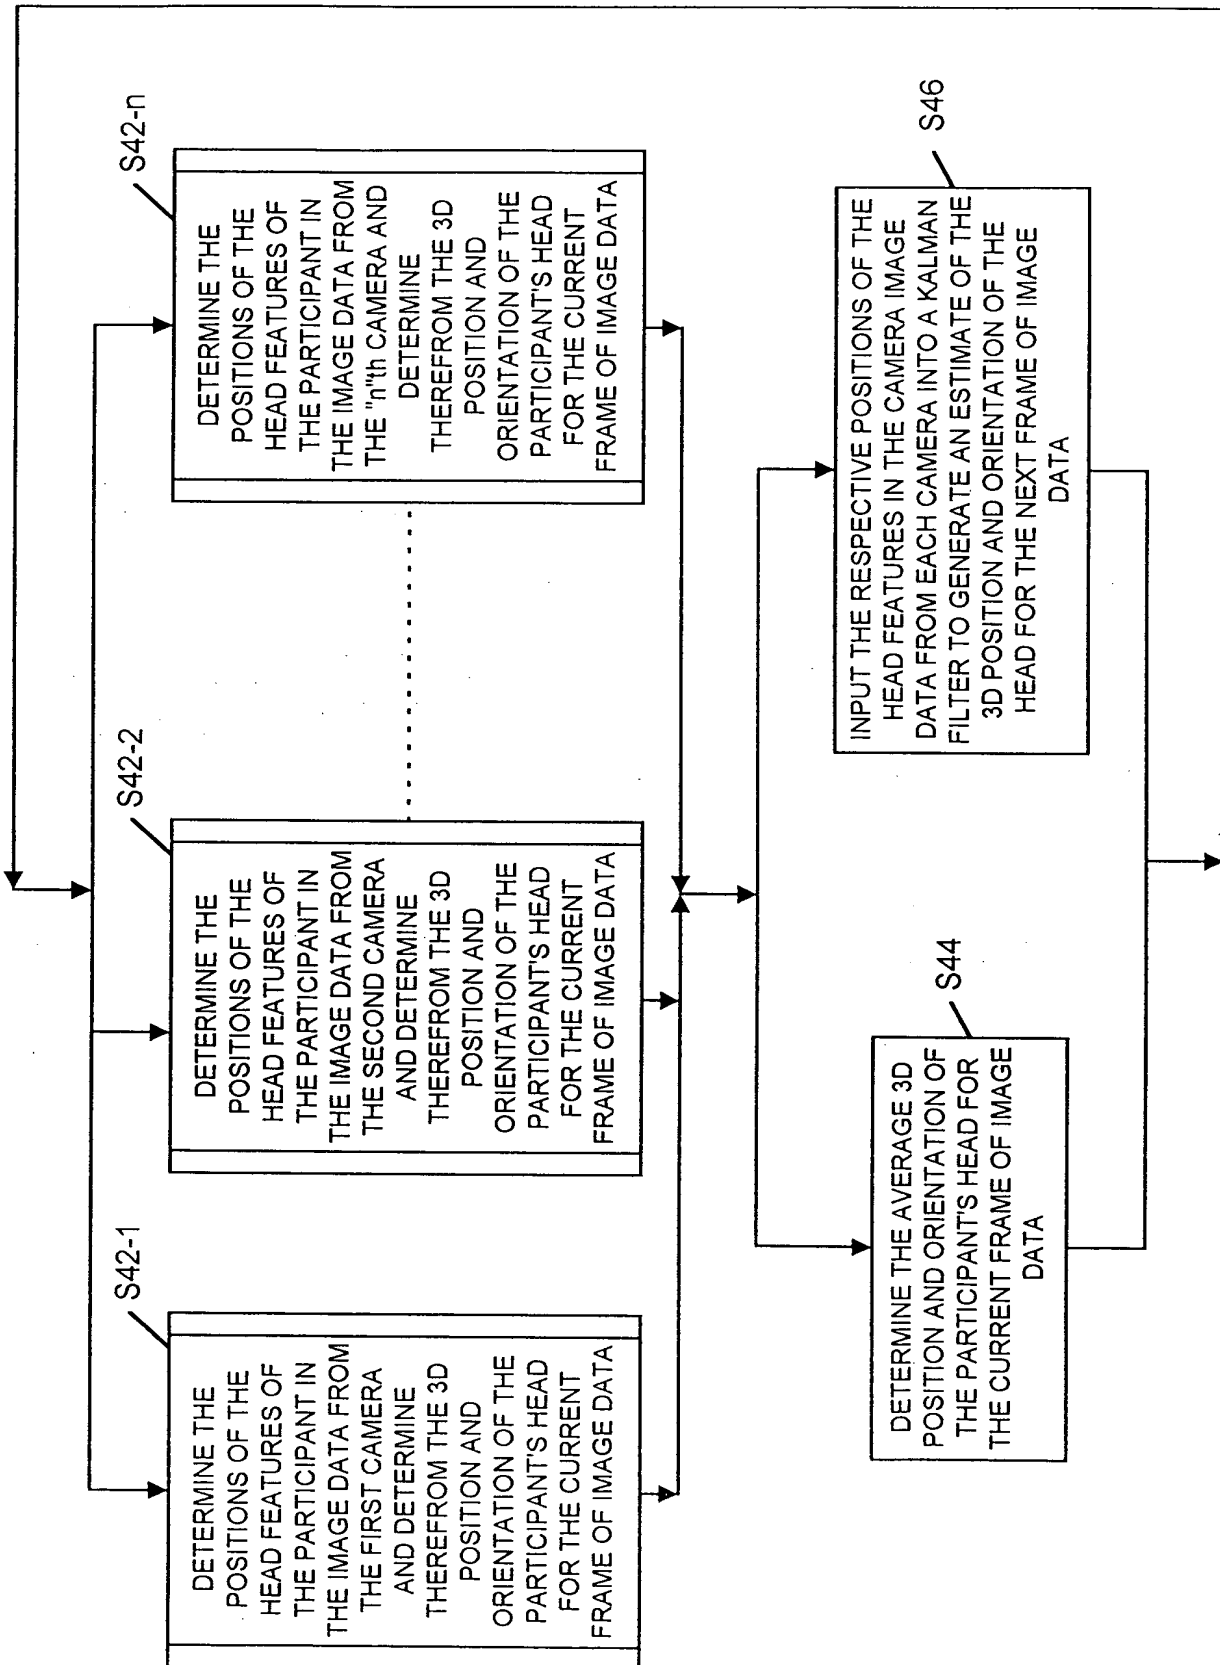 S42-1
DETERMINE THE
POSITIONS OF THE
HEAD FEATURES OF
THE PARTICIPANT IN
THE IMAGE DATA FROM
THE FIRST CAMERA
AND DETERMINE
THEREFROM THE 3D
POSITION AND
ORIENTATION OF THE
PARTICIPANT'S HEAD
FOR THE CURRENT
FRAME OF IMAGE DATA
S42-2
DETERMINE THE
POSITIONS OF THE
HEAD FEATURES OF
THE PARTICIPANT IN
THE IMAGE DATA FROM
THE SECOND CAMERA
AND DETERMINE
THEREFROM THE 3D
POSITION AND
ORIENTATION OF THE
PARTICIPANT'S HEAD
FOR THE CURRENT
FRAME OF IMAGE DATA
S42-n
DETERMINE THE
POSITIONS OF THE
HEAD FEATURES OF
THE PARTICIPANT IN
THE IMAGE DATA FROM
THE "n"th CAMERA AND
DETERMINE
THEREFROM THE 3D
POSITION AND
ORIENTATION OF THE
PARTICIPANT'S HEAD
FOR THE CURRENT
FRAME OF IMAGE DATA
S44
DETERMINE THE AVERAGE 3D
POSITION AND ORIENTATION OF
THE PARTICIPANT'S HEAD FOR
THE CURRENT FRAME OF IMAGE
DATA
S46
INPUT THE RESPECTIVE POSITIONS OF THE
HEAD FEATURES IN THE CAMERA IMAGE
DATA FROM EACH CAMERA INTO A KALMAN
FILTER TO GENERATE AN ESTIMATE OF THE
3D POSITION AND ORIENTATION OF THE
HEAD FOR THE NEXT FRAME OF IMAGE
DATA